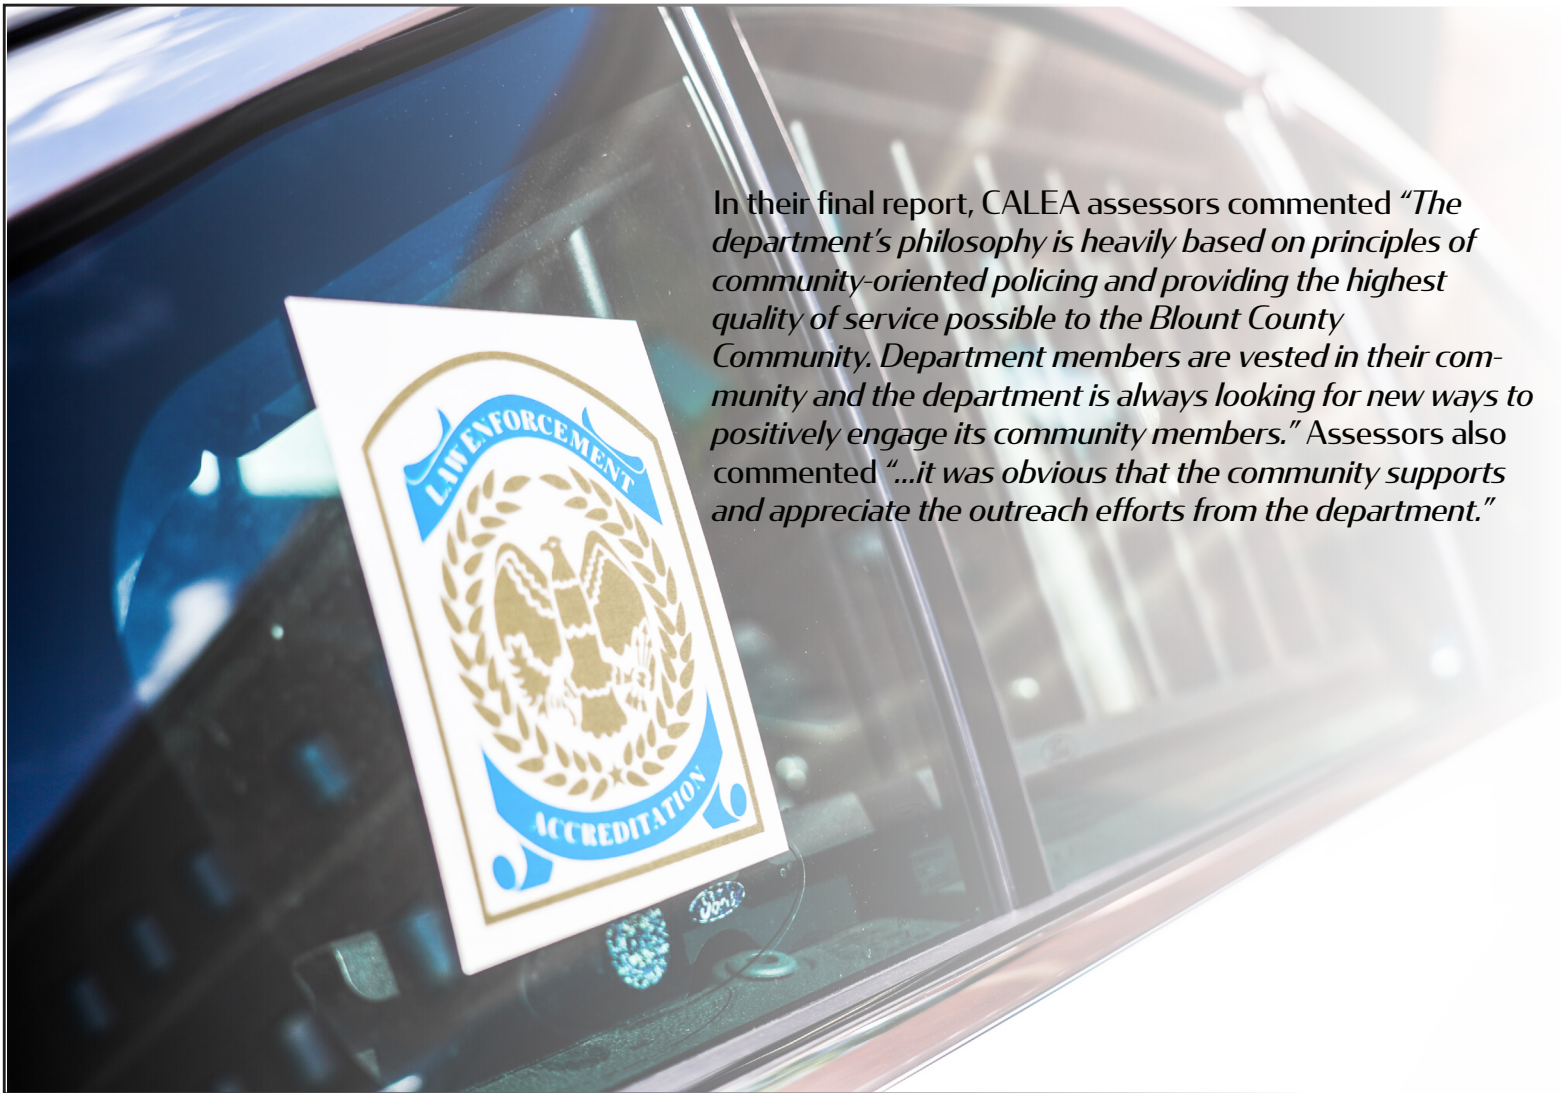 In their final report, CALEA assessors commented “The
department’s philosophy is heavily based on principles of
community-oriented policing and providing the highest
quality of service possible to the Blount County
Community. Department members are vested in their com-
munity and the department is always looking for new ways to
positively engage its community members.” Assessors also
commented “...it was obvious that the community supports
and appreciate the outreach efforts from the department.”
LAW ENFORCEMENT
ACCREDITATION